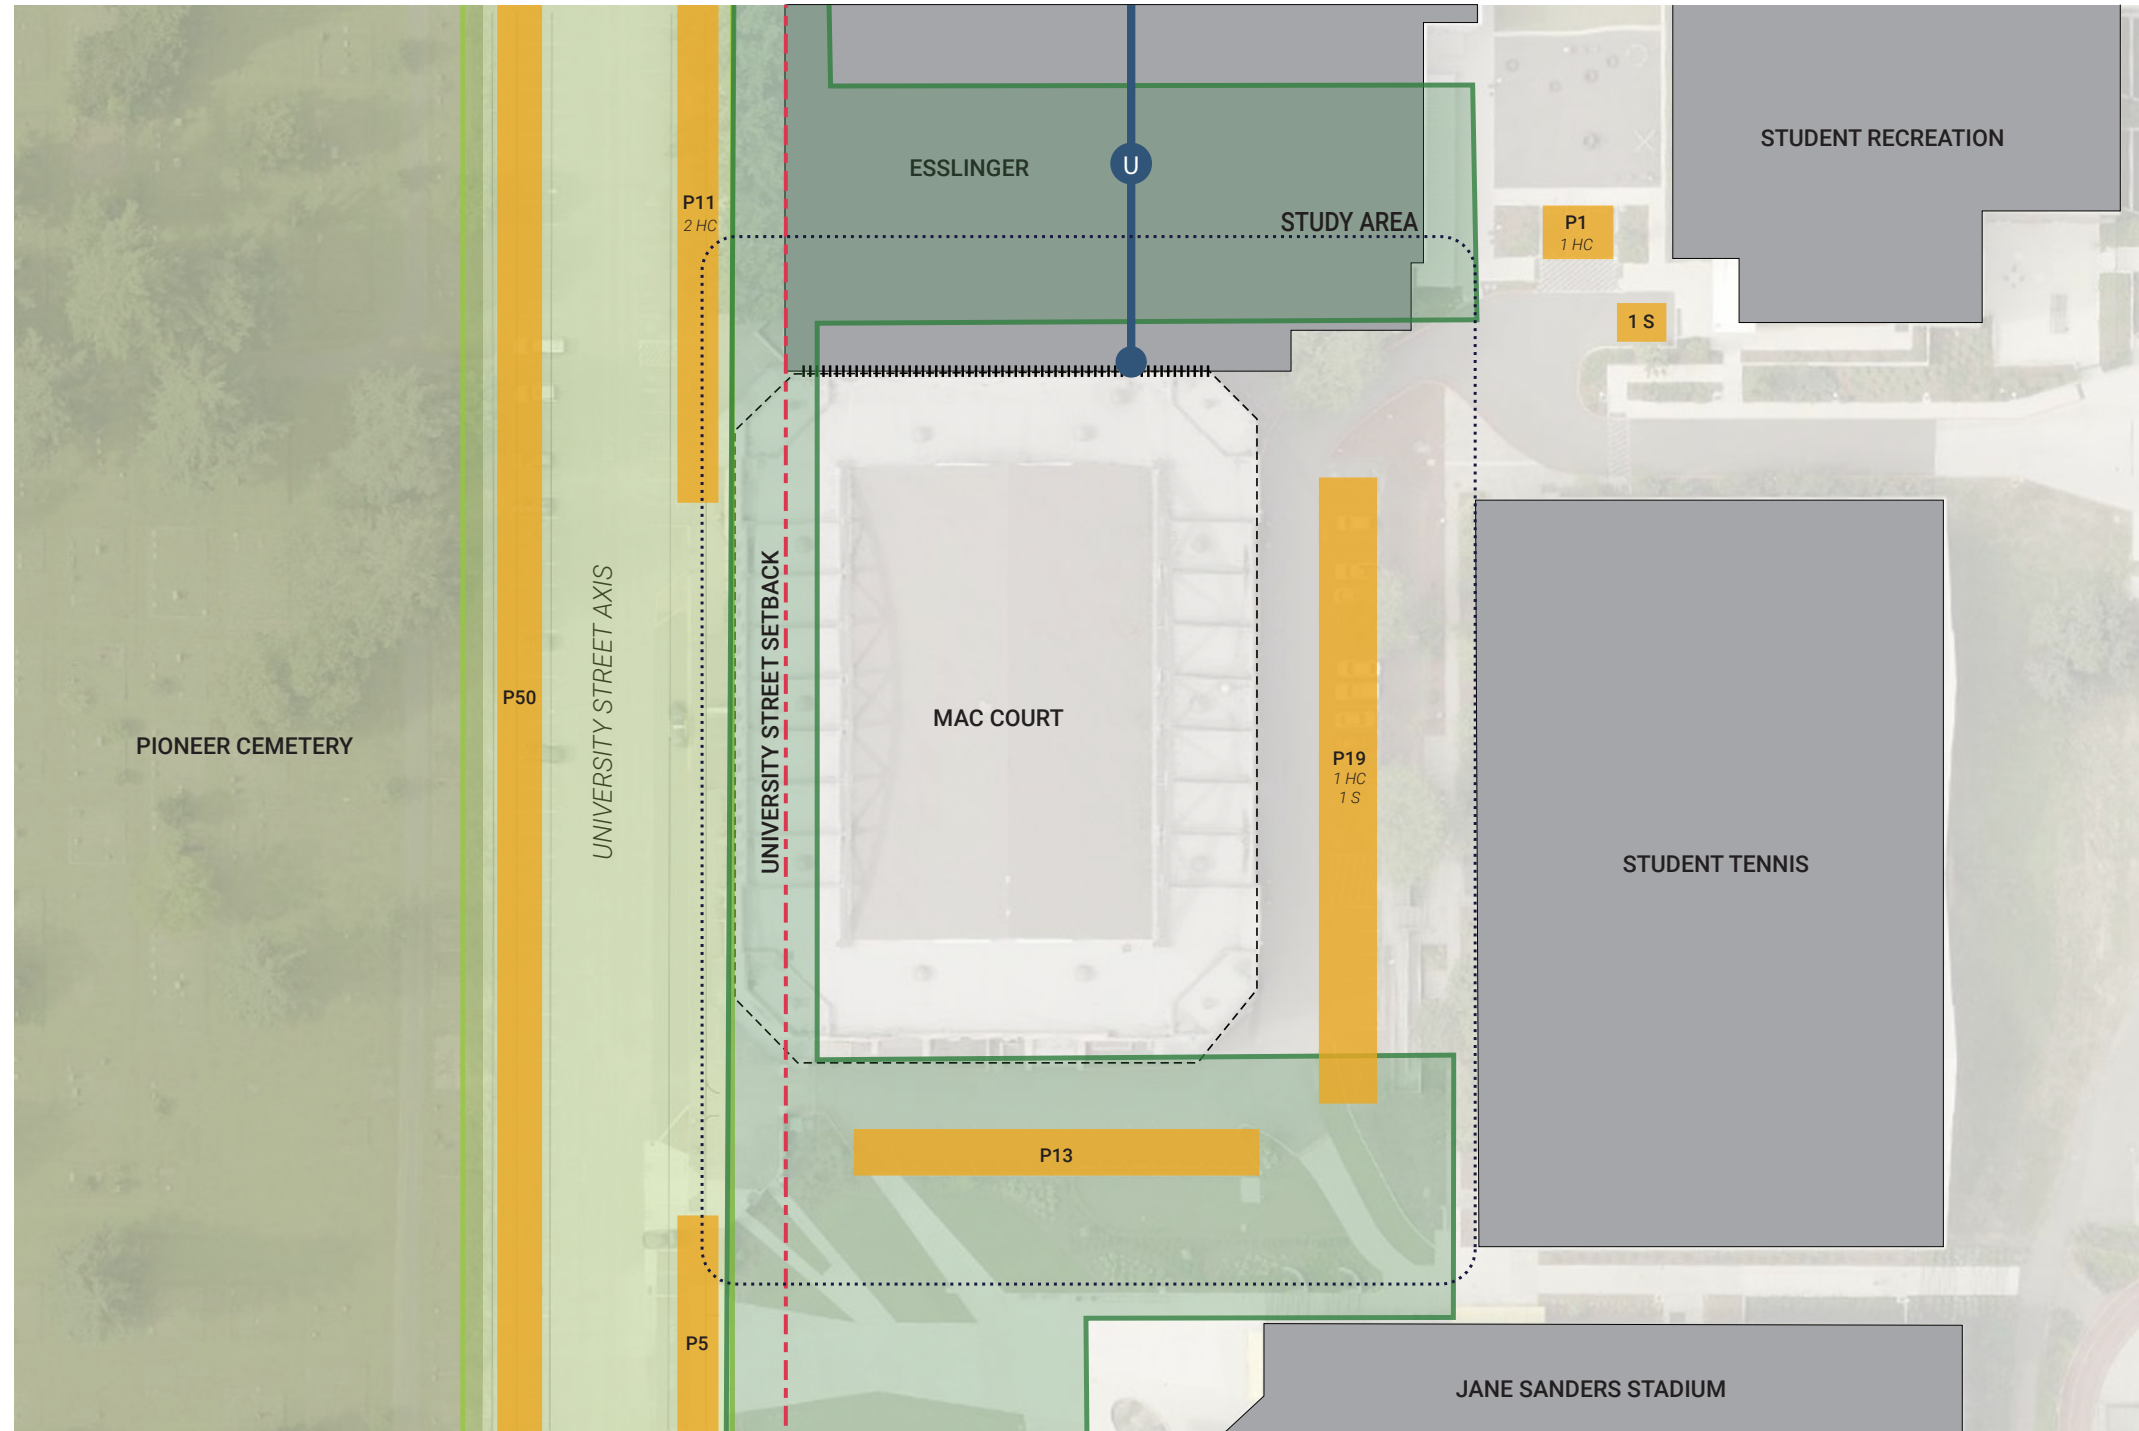 STUDENT RECREATION
ESSLINGER
U
P11
2 HC
STUDY AREA
P1
1 HC
1 S
UNIVERSITY STREET AXIS
UNIVERSITY STREET SETBACK
P50
MAC COURT
PIONEER CEMETERY
P19
1 HC
1 S
STUDENT TENNIS
P13
P5
JANE SANDERS STADIUM